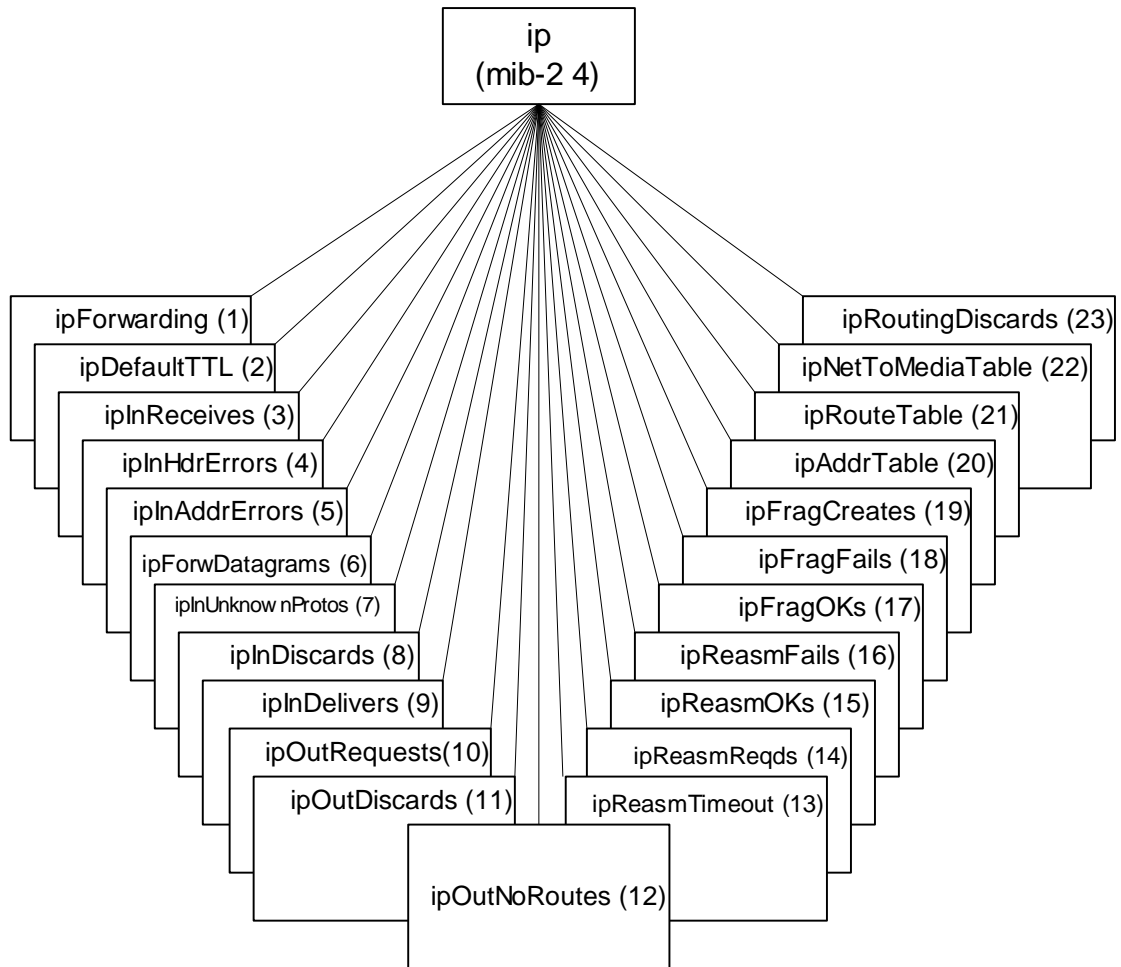 ip
(mib-2 4)
ipForwarding (1)
ipDefaultTTL (2)
ipInReceives (3)
ipInHdrErrors (4)
ipInAddrErrors (5)
ipForwDatagrams (6)
ipInUnknownProtos (7)
ipInDiscards (8)
ipInDelivers (9)
ipOutRequests(10)
ipOutDiscards (11)
ipOutNoRoutes (12)
ipReasmTimeout (13)
ipReasmReqds (14)
ipReasmOKs (15)
ipReasmFails (16)
ipFragOKs (17)
ipFragFails (18)
ipFragCreates (19)
ipAddrTable (20)
ipRouteTable (21)
ipNetToMediaTable (22)
ipRoutingDiscards (23)